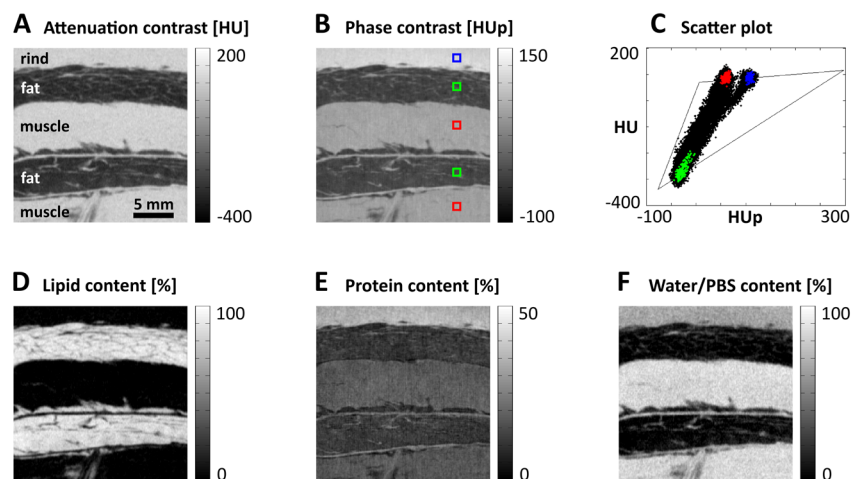 A Attenuation contrast [HU]
B Phase contrast [HUp]
C Scatter plot
rind
fat
muscle
fat
muscle
5 mm
200
-400
150
-100
200
HU
-400
-100
HUp
300
D Lipid content [%]
E Protein content [%]
F Water/PBS content [%]
100
0
50
0
100
0